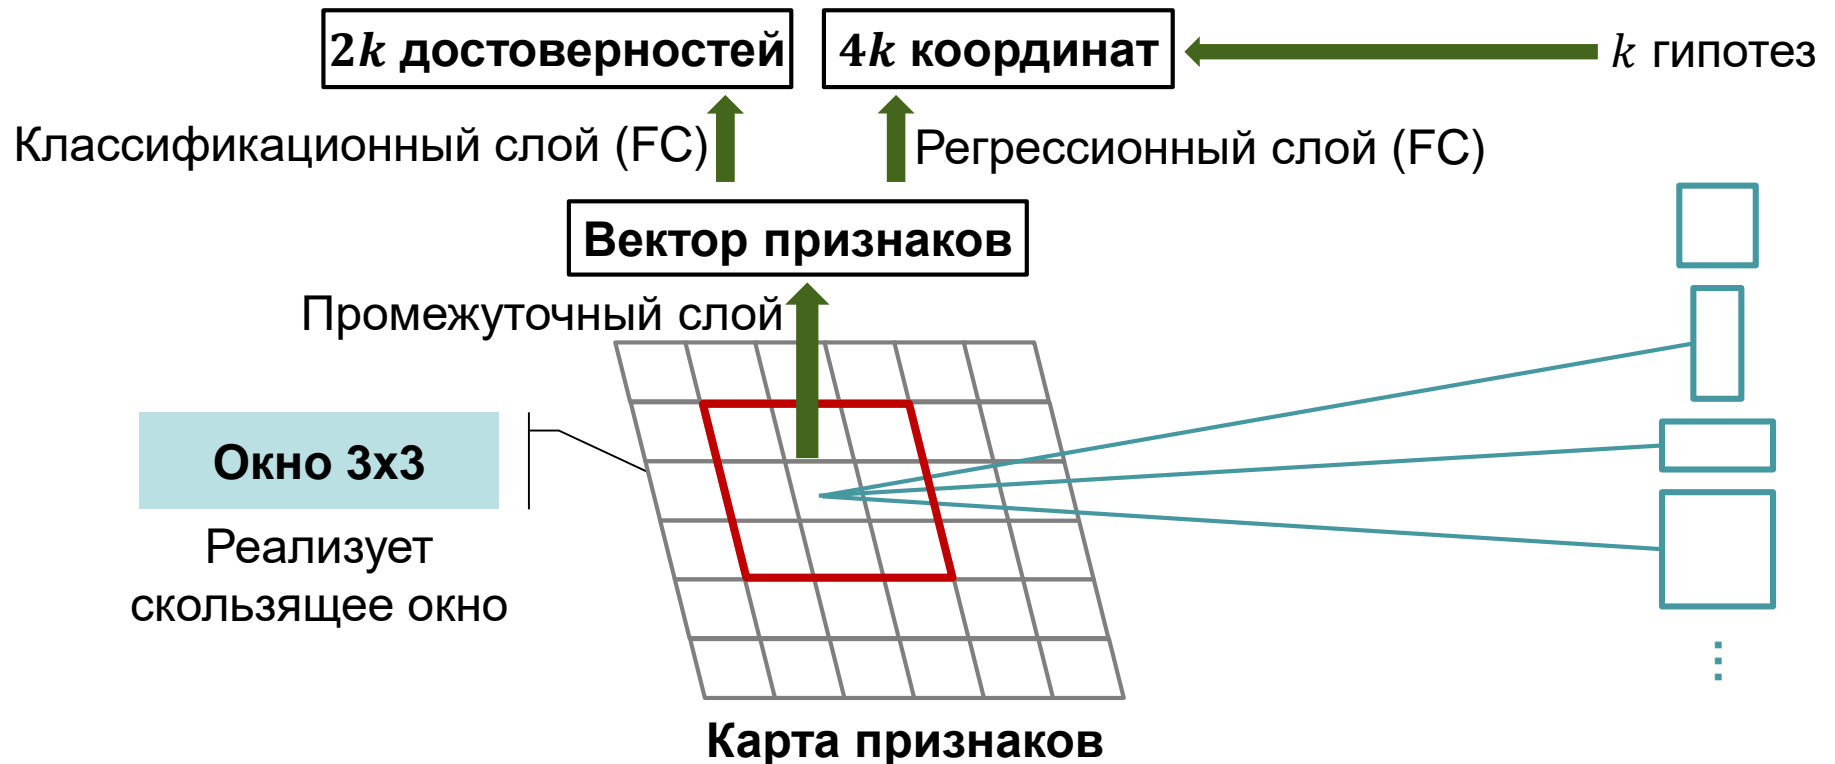 2k достоверностей
4k координат
k гипотез
Классификационный слой (FC)
Регрессионный слой (FC)
Вектор признаков
Промежуточный слой
Окно 3x3
Реализует
скользящее окно
...
Карта признаков